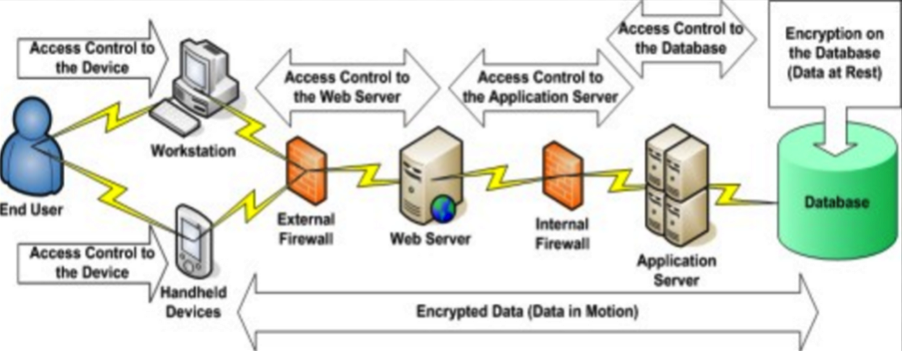 Access Control to
the Device
Workstation
End User
Access Control to
the Device
Handheld
Devices
Access Control to
the Web Server
External
Firewall
Web Server
Access Control to
the Application Server
Internal
Firewall
Access Control to
the Database
Application
Server
Encryption on
the Database
(Data at Rest)
Database
Encrypted Data (Data in Motion)